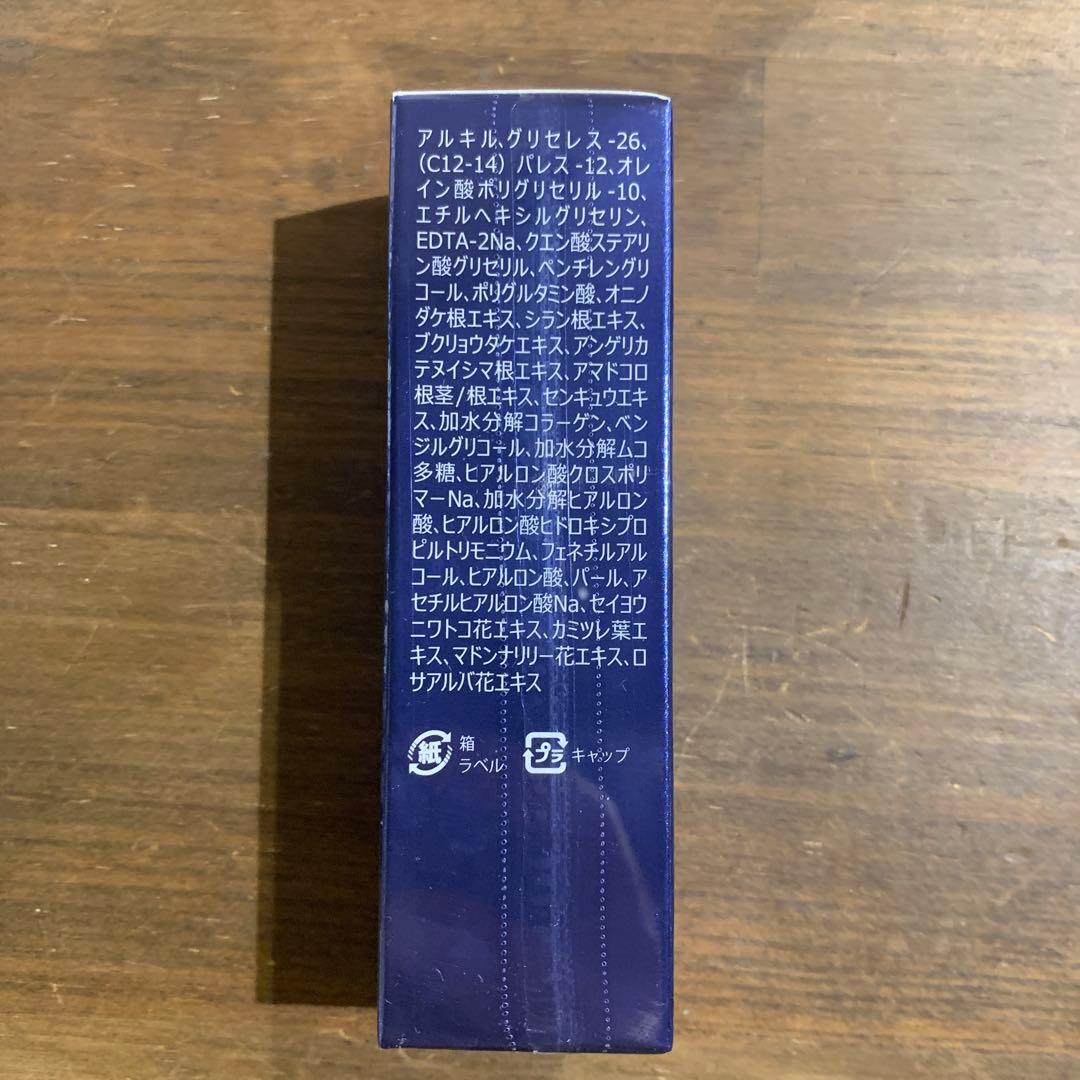 アルキル、グリセレス-26、
(C12-14) パレス-12、オレ
イン酸ポリグリセリル-10、
エチルヘキシルグリセリン、
EDTA-2Na、クエン酸ステアリ
ン酸グリセリル、ペンチレングリ
コール、ポリグルタミン酸、オニノ
ダケ根エキス、シラン根エキス、
ブクリョウタケエキス、アンゲリカ
テヌイシマ根エキス、アマドコロ
根茎/根エキス、センキュウエキ
ス、加水分解コラーゲン、ベン
ジルグリコール、加水分解ムコ
多糖、ヒアルロン酸クロスポリ
マーNa、加水分解ヒアルロン
酸、ヒアルロン酸ヒドロキシプロ
ピルトリモニウム、フェネチルアル
コール、ヒアルロン酸、パール、ア
セチルヒアルロン酸Na、セイヨウ
ニワトコ花エキス、カミツレ葉エ
キス、マドンナリリー花エキス、ロ
サアルバ花エキス
紙 箱
ラベル
プラ キャップ